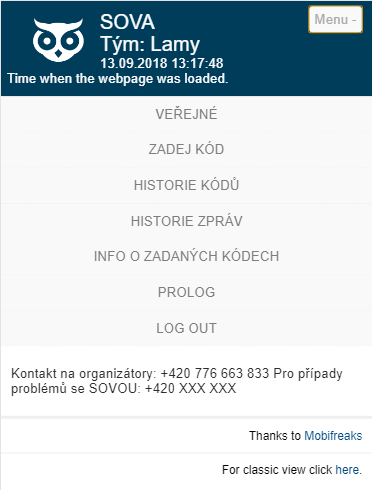 SOVA
Menu -
Tým: Lamy
13.09.2018 13:17:48
Time when the webpage was loaded.
VEŘEJNÉ
ZADEJ KÓD
HISTORIE KÓDŮ
HISTORIE ZPRÁV
INFO O ZADANÝCH KÓDECH
PROLOG
LOG OUT
Kontakt na organizátory: +420 776 663 833 Pro případy
problémů se SOVOU: +420 XXX XXX
Thanks to Mobifreaks
For classic view click here.